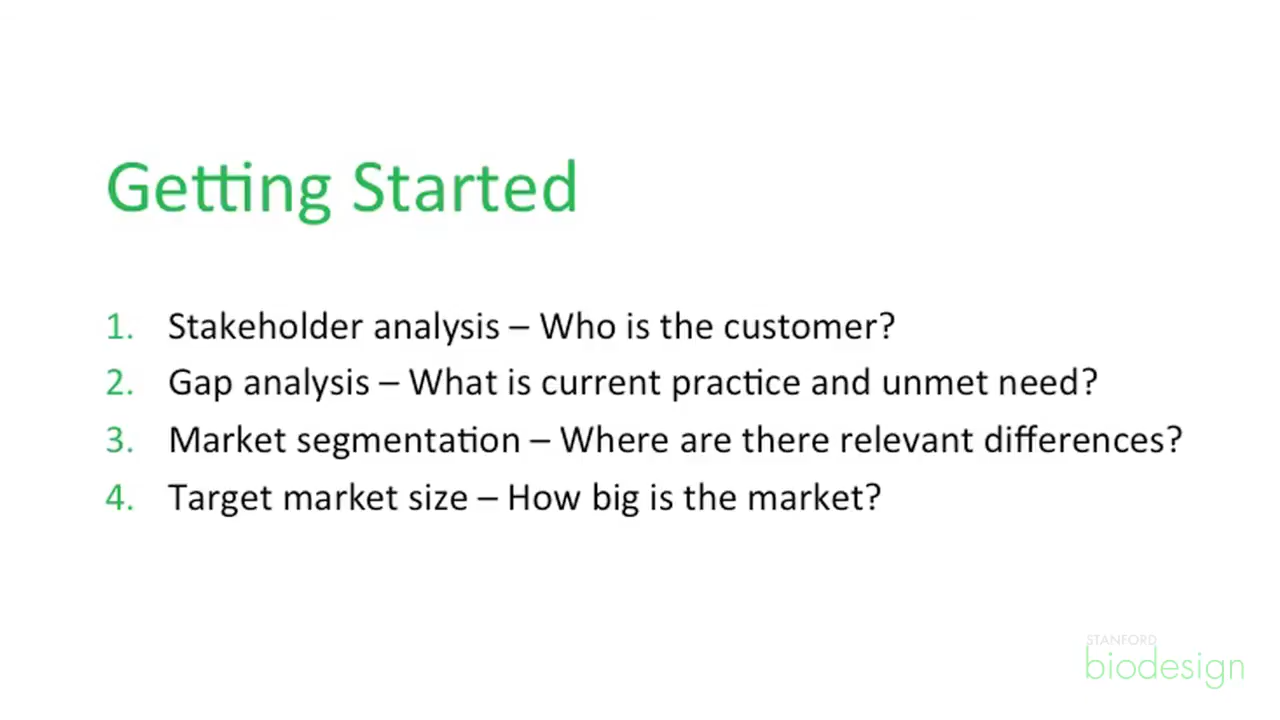 Getting Started
1. Stakeholder analysis – Who is the customer?
2. Gap analysis – What is current practice and unmet need?
3. Market segmentation – Where are there relevant differences?
4. Target market size – How big is the market?
STANFORD
biodesign